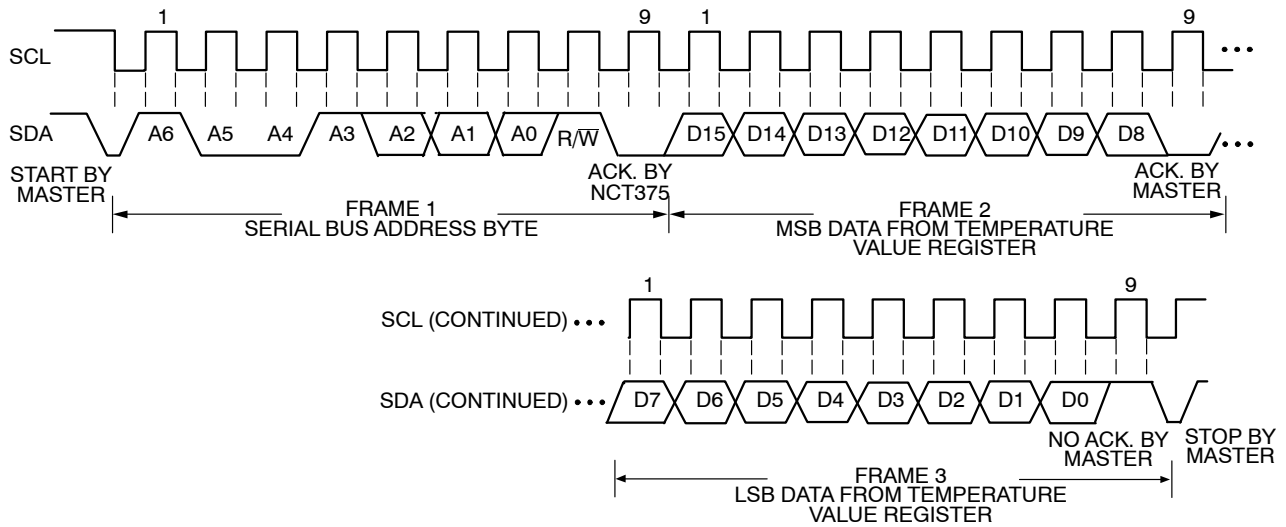 1 9 1 9
SCL
SDA A6 A5 A4 A3 A2 A1 A0 R/W̅ D15 D14 D13 D12 D11 D10 D9 D8
START BY
MASTER
ACK. BY
NCT375
ACK. BY
MASTER
FRAME 1
SERIAL BUS ADDRESS BYTE
FRAME 2
MSB DATA FROM TEMPERATURE
VALUE REGISTER
1 9
SCL (CONTINUED)
SDA (CONTINUED) D7 D6 D5 D4 D3 D2 D1 D0
NO ACK. BY
MASTER
STOP BY
MASTER
FRAME 3
LSB DATA FROM TEMPERATURE
VALUE REGISTER